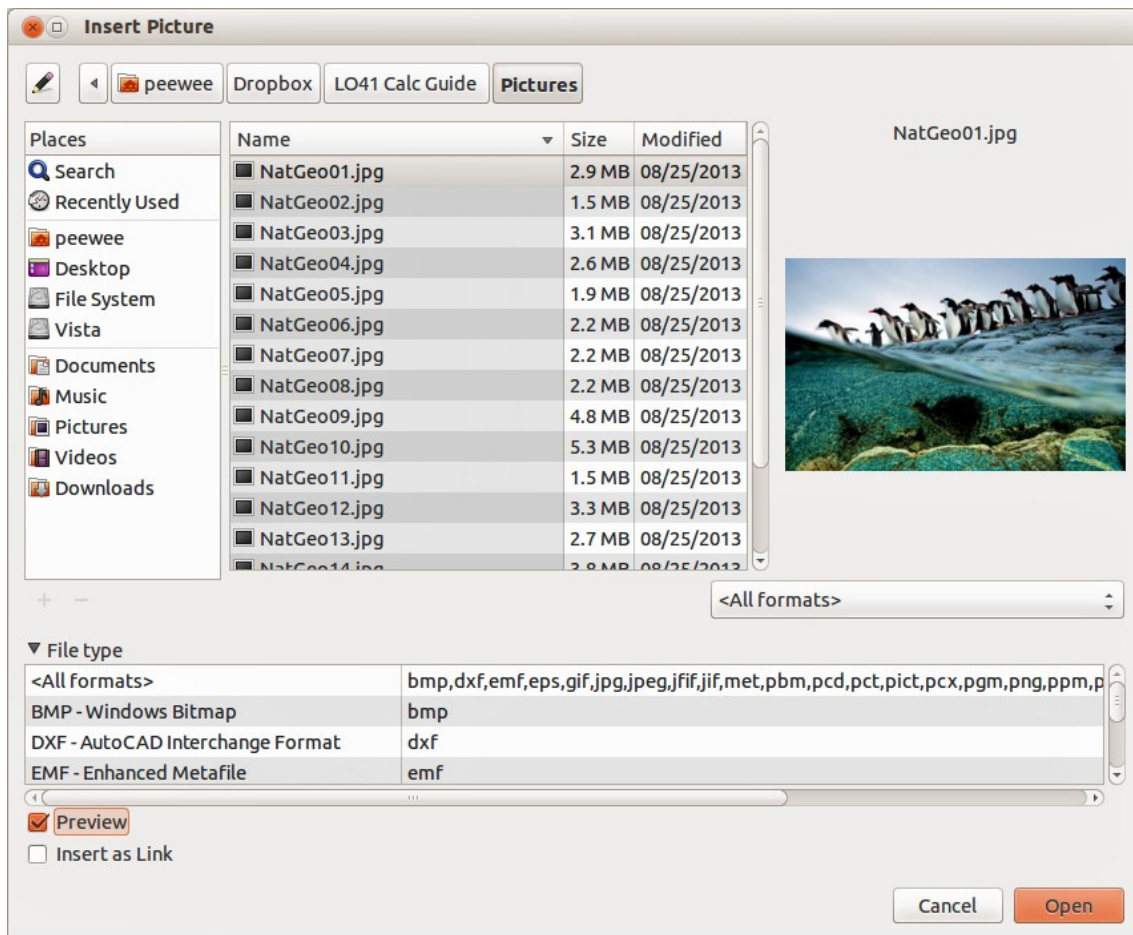 Insert Picture
peewee Dropbox LO41 Calc Guide Pictures
Places
Search
Recently Used
peewee
Desktop
File System
Vista
Documents
Music
Pictures
Videos
Downloads
Name Size Modified
NatGeo01.jpg 2.9 MB 08/25/2013
NatGeo02.jpg 1.5 MB 08/25/2013
NatGeo03.jpg 3.1 MB 08/25/2013
NatGeo04.jpg 2.6 MB 08/25/2013
NatGeo05.jpg 1.9 MB 08/25/2013
NatGeo06.jpg 2.2 MB 08/25/2013
NatGeo07.jpg 2.2 MB 08/25/2013
NatGeo08.jpg 2.2 MB 08/25/2013
NatGeo09.jpg 4.8 MB 08/25/2013
NatGeo10.jpg 5.3 MB 08/25/2013
NatGeo11.jpg 1.5 MB 08/25/2013
NatGeo12.jpg 3.3 MB 08/25/2013
NatGeo13.jpg 2.7 MB 08/25/2013
NatGeo14.jpg 3.8 MB 08/25/2013
NatGeo01.jpg
<All formats>
File type
<All formats> bmp,dxf,emf,eps,gif,jpg,jpeg,jfif,jif,met,pbm,pcd,pct,pict,pcx,pgm,png,ppm,p
BMP - Windows Bitmap bmp
DXF - AutoCAD Interchange Format dxf
EMF - Enhanced Metafile emf
Preview
Insert as Link
Cancel Open